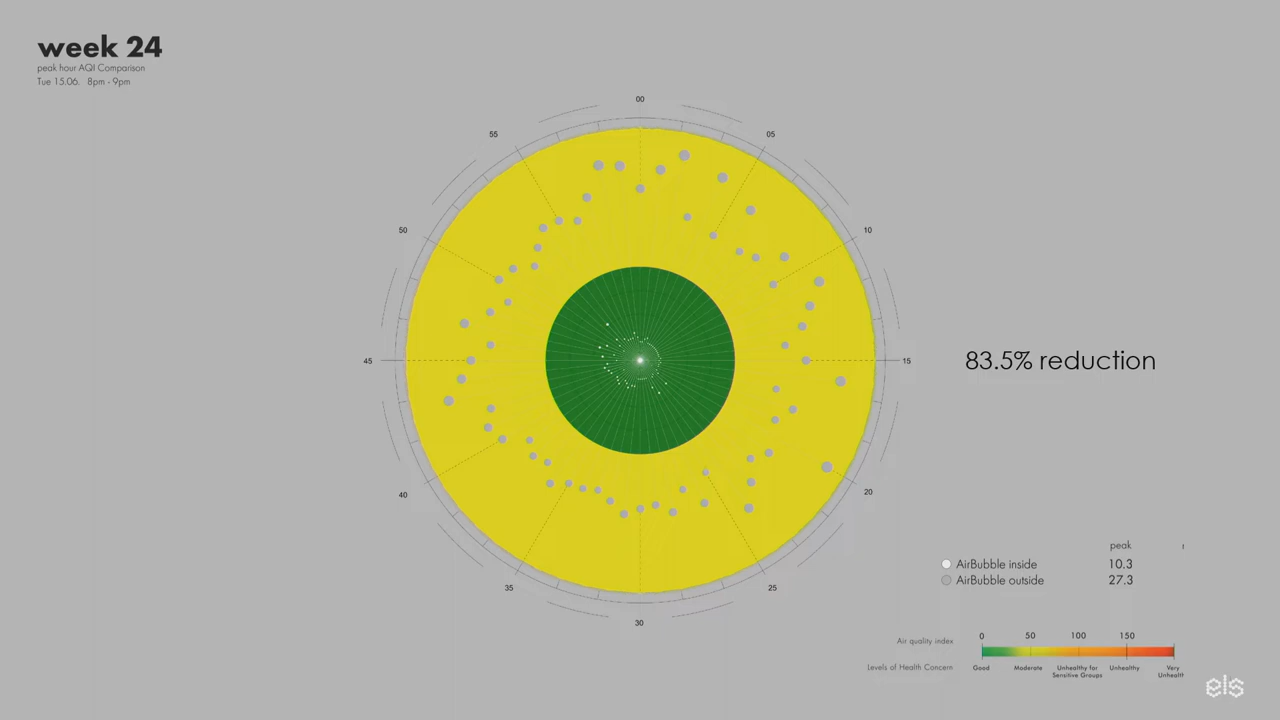 week 24
peak hour AQI Comparison
Tue 15.06. 8pm - 9pm
00
05
10
15
20
25
30
35
40
45
50
55
83.5% reduction
peak
AirBubble inside 10.3
AirBubble outside 27.3
Air quality index 0 50 100 150
Levels of Health Concern Good Moderate Unhealthy for Sensitive Groups Unhealthy Very
els